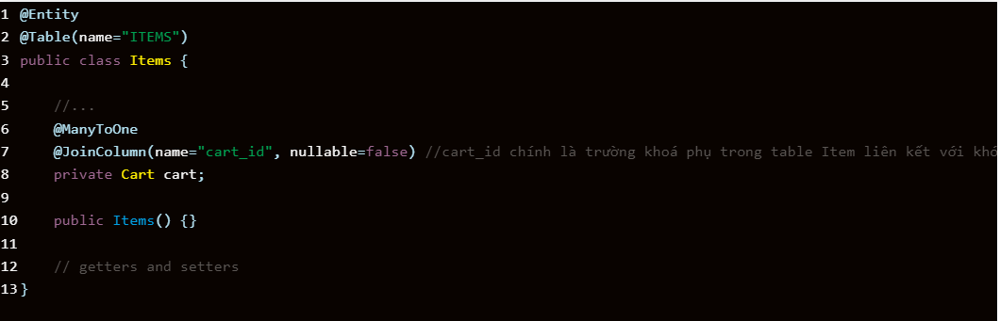 1 @Entity
2 @Table(name="ITEMS")
3 public class Items {
4
5 //...
6 @ManyToOne
7 @JoinColumn(name="cart_id", nullable=false) //cart_id chính là trường khoá phụ trong table Item liên kết với
8 private Cart cart;
9
10 public Items() {}
11
12 // getters and setters
13 }